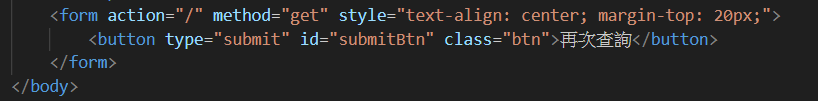 <form action="/" method="get" style="text-align: center; margin-top: 20px;">
<button type="submit" id="submitBtn" class="btn">再次查詢</button>
</form>
</body>